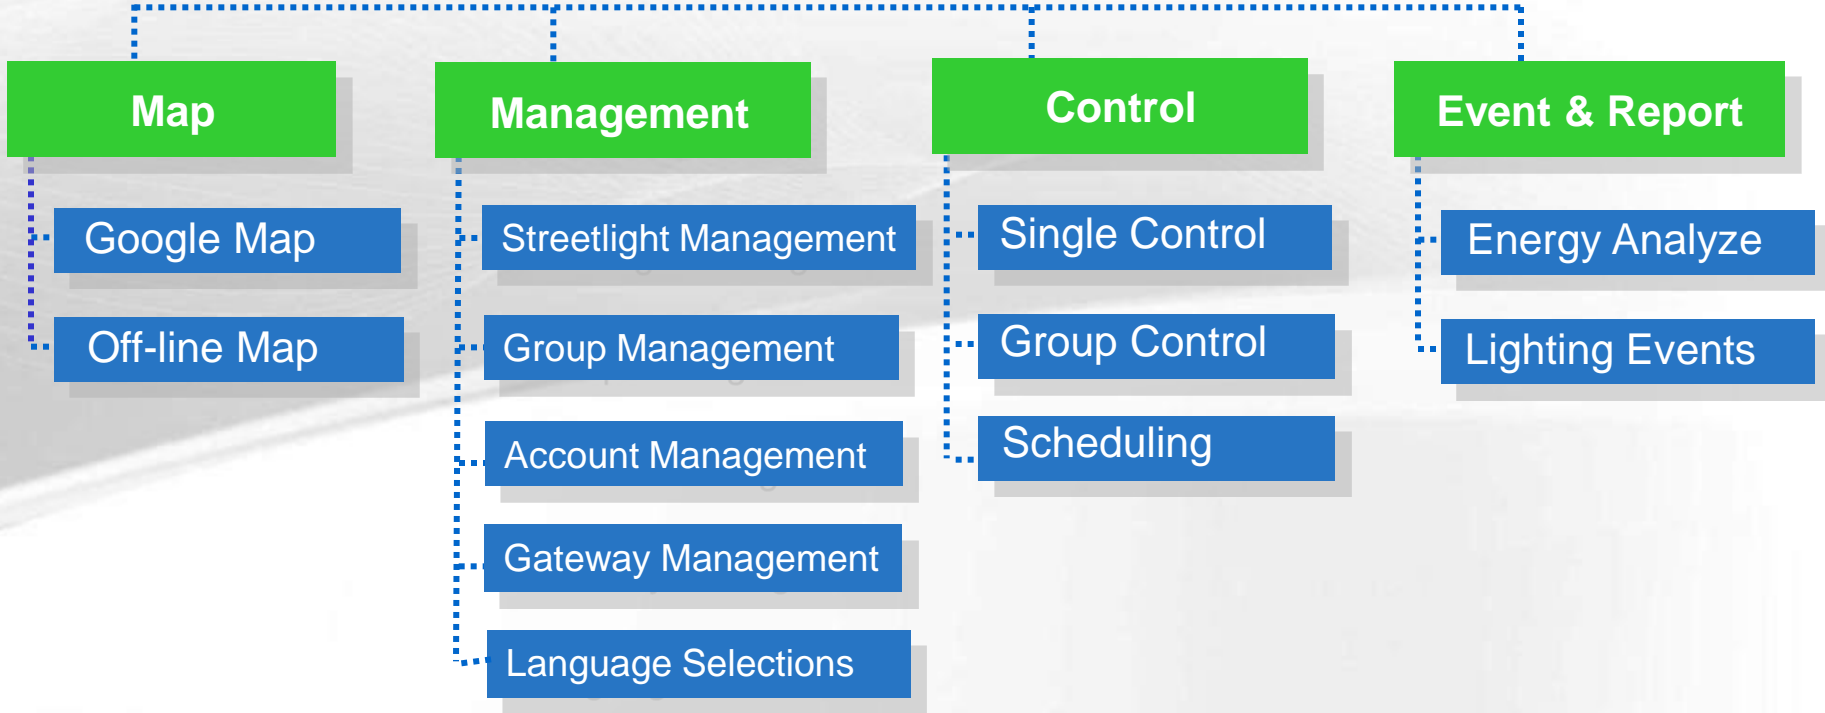 Map
Google Map
Off-line Map
Management
Streetlight Management
Group Management
Account Management
Gateway Management
Language Selections
Control
Single Control
Group Control
Scheduling
Event & Report
Energy Analyze
Lighting Events